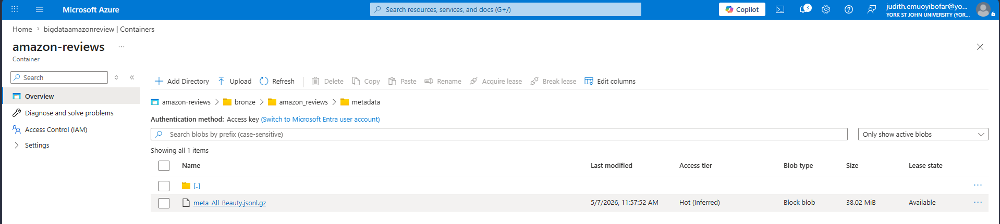 Microsoft Azure
Search resources, services, and docs (G+/)
Copilot
3
judith.emuoyibofar@yo...
YORK ST JOHN UNIVERSITY (YOR...
Home > bigdataamazonreview | Containers
amazon-reviews ...
Container
Search
Add Directory Upload Refresh Delete Copy Paste Rename Acquire lease Break lease Edit columns
Overview
Diagnose and solve problems
Access Control (IAM)
Settings
amazon-reviews > bronze > amazon_reviews > metadata
Authentication method: Access key (Switch to Microsoft Entra user account)
Search blobs by prefix (case-sensitive)
Only show active blobs
Showing all 1 items
Name Last modified Access tier Blob type Size Lease state
[..] ...
meta_All_Beauty.jsonl.gz 5/7/2026, 11:57:52 AM Hot (Inferred) Block blob 38.02 MiB Available ...